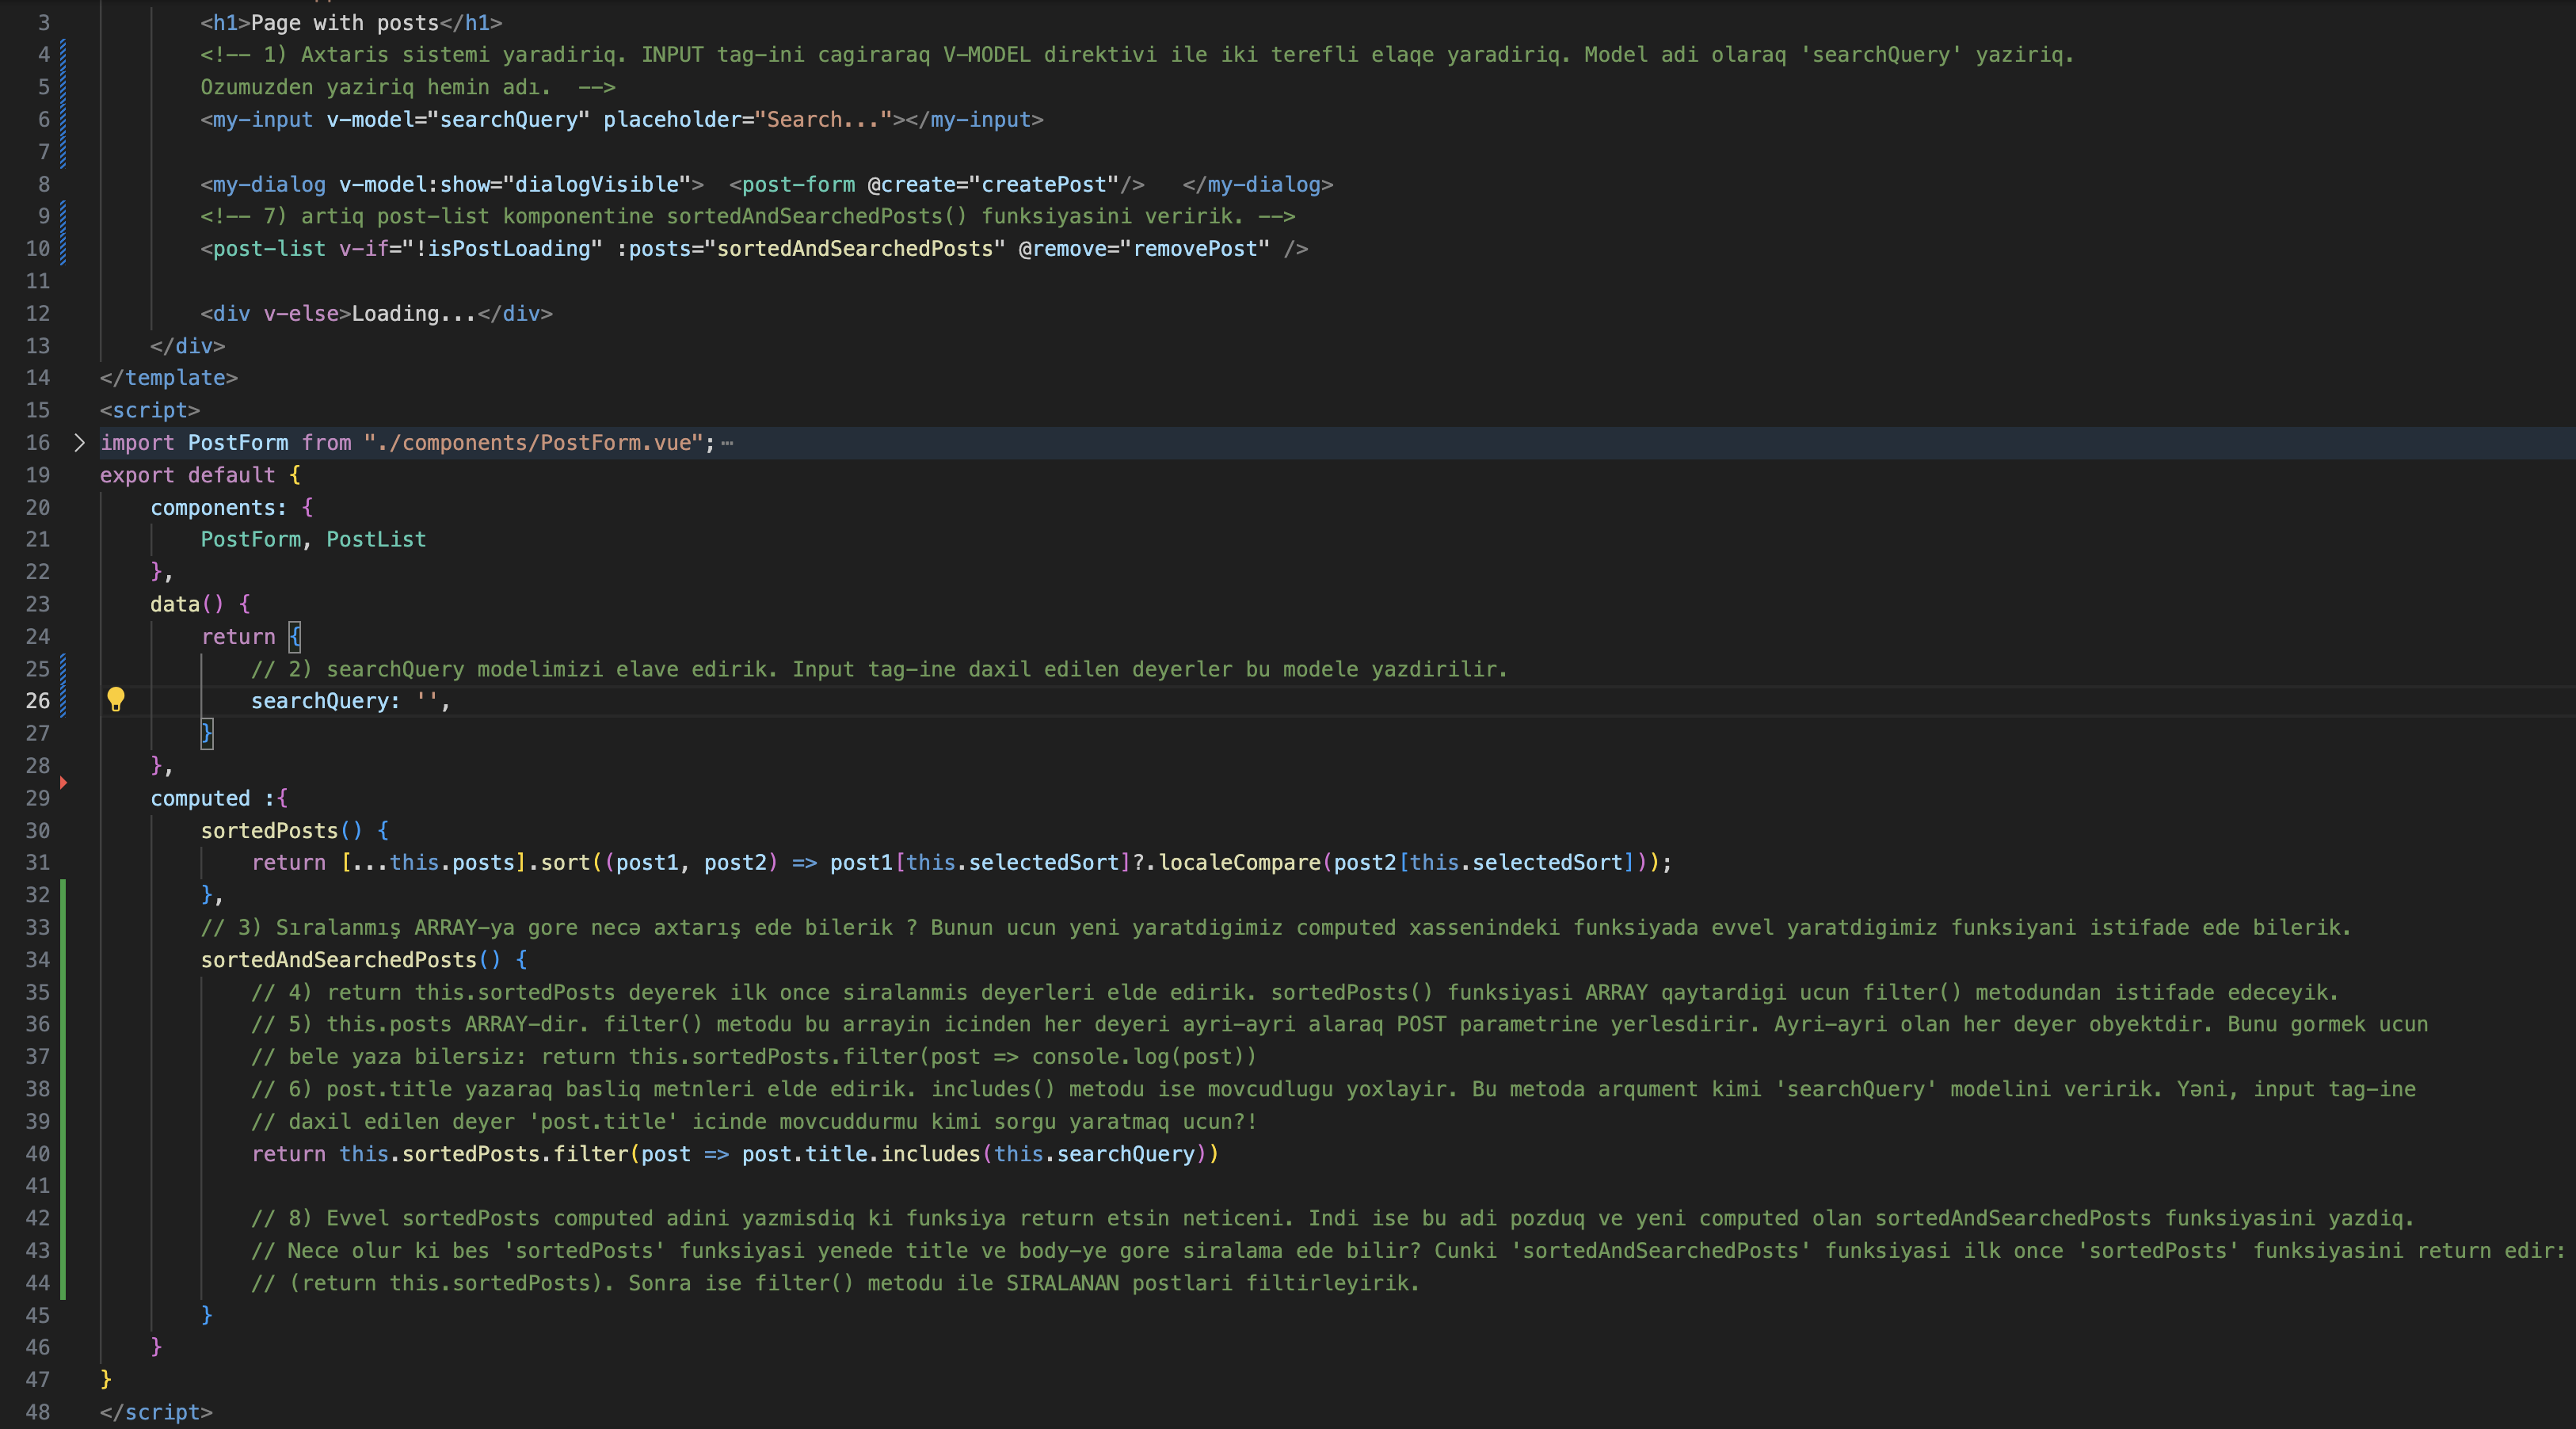 3 <h1>Page with posts</h1>
4 <!-- 1) Axtaris sistemi yaradiriq. INPUT tag-ini cagiraraq V-MODEL direktivi ile iki terefli elaqe yaradiriq. Model adi olaraq 'searchQuery' yaziriq.
5 Ozumuzden yaziriq hemin adı.  -->
6 <my-input v-model="searchQuery" placeholder="Search..."></my-input>
7
8 <my-dialog v-model:show="dialogVisible">  <post-form @create="createPost"/>   </my-dialog>
9 <!-- 7) artiq post-list komponentine sortedAndSearchedPosts() funksiyasini veririk. -->
10 <post-list v-if="!isPostLoading" :posts="sortedAndSearchedPosts" @remove="removePost" />
11
12 <div v-else>Loading...</div>
13 </div>
14 </template>
15 <script>
16 import PostForm from "./components/PostForm.vue"; ⋯
19 export default {
20 components: {
21 PostForm, PostList
22 },
23 data() {
24 return {
25 // 2) searchQuery modelimizi elave edirik. Input tag-ine daxil edilen deyerler bu modele yazdirilir.
26 searchQuery: '',
27 }
28 },
29 computed :{
30 sortedPosts() {
31 return [...this.posts].sort((post1, post2) => post1[this.selectedSort]?.localeCompare(post2[this.selectedSort]));
32 },
33 // 3) Sıralanmış ARRAY-ya gore necə axtarış ede bilerik ? Bunun ucun yeni yaratdigimiz computed xassenindeki funksiyada evvel yaratdigimiz funksiyani istifade ede bilerik.
34 sortedAndSearchedPosts() {
35 // 4) return this.sortedPosts deyerek ilk once siralanmis deyerleri elde edirik. sortedPosts() funksiyasi ARRAY qaytardigi ucun filter() metodundan istifade edeceyik.
36 // 5) this.posts ARRAY-dir. filter() metodu bu arrayin icinden her deyeri ayri-ayri alaraq POST parametrine yerlesdirir. Ayri-ayri olan her deyer obyektdir. Bunu gormek ucun
37 // bele yaza bilersiz: return this.sortedPosts.filter(post => console.log(post))
38 // 6) post.title yazaraq basliq metnleri elde edirik. includes() metodu ise movcudlugu yoxlayir. Bu metoda arqument kimi 'searchQuery' modelini veririk. Yəni, input tag-ine
39 // daxil edilen deyer 'post.title' icinde movcuddurmu kimi sorgu yaratmaq ucun?!
40 return this.sortedPosts.filter(post => post.title.includes(this.searchQuery))
41
42 // 8) Evvel sortedPosts computed adini yazmisdiq ki funksiya return etsin neticeni. Indi ise bu adi pozduq ve yeni computed olan sortedAndSearchedPosts funksiyasini yazdiq.
43 // Nece olur ki bes 'sortedPosts' funksiyasi yenede title ve body-ye gore siralama ede bilir? Cunki 'sortedAndSearchedPosts' funksiyasi ilk once 'sortedPosts' funksiyasini return edir:
44 // (return this.sortedPosts). Sonra ise filter() metodu ile SIRALANAN postlari filtirleyirik.
45 }
46 }
47 }
48 </script>